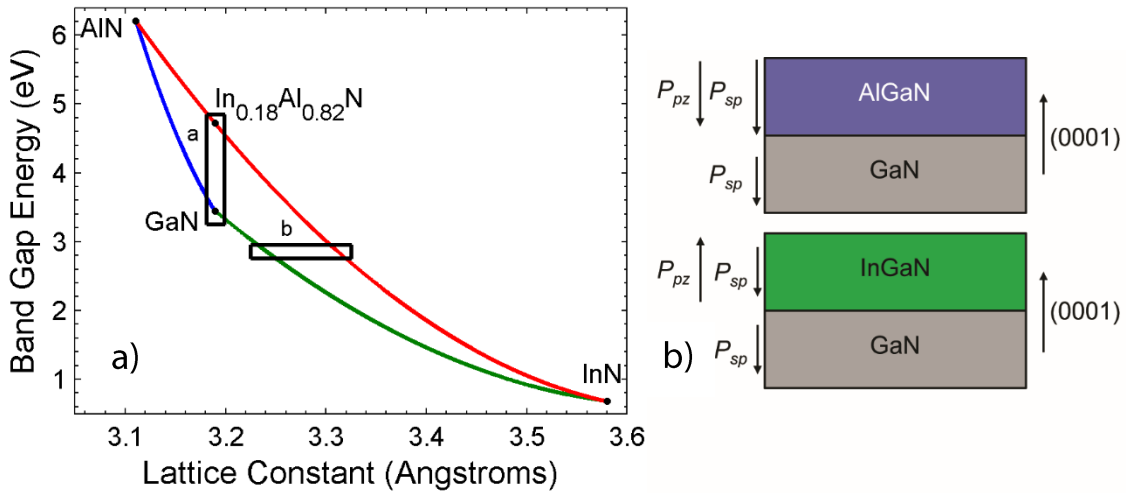 Band Gap Energy (eV)
6
5
4
3
2
1
AlN
In0.18Al0.82N
a
GaN
b
InN
a)
3.1 3.2 3.3 3.4 3.5 3.6
Lattice Constant (Angstroms)
Ppz Psp
AlGaN
(0001)
Psp
GaN
Ppz Psp
InGaN
(0001)
Psp
GaN
b)